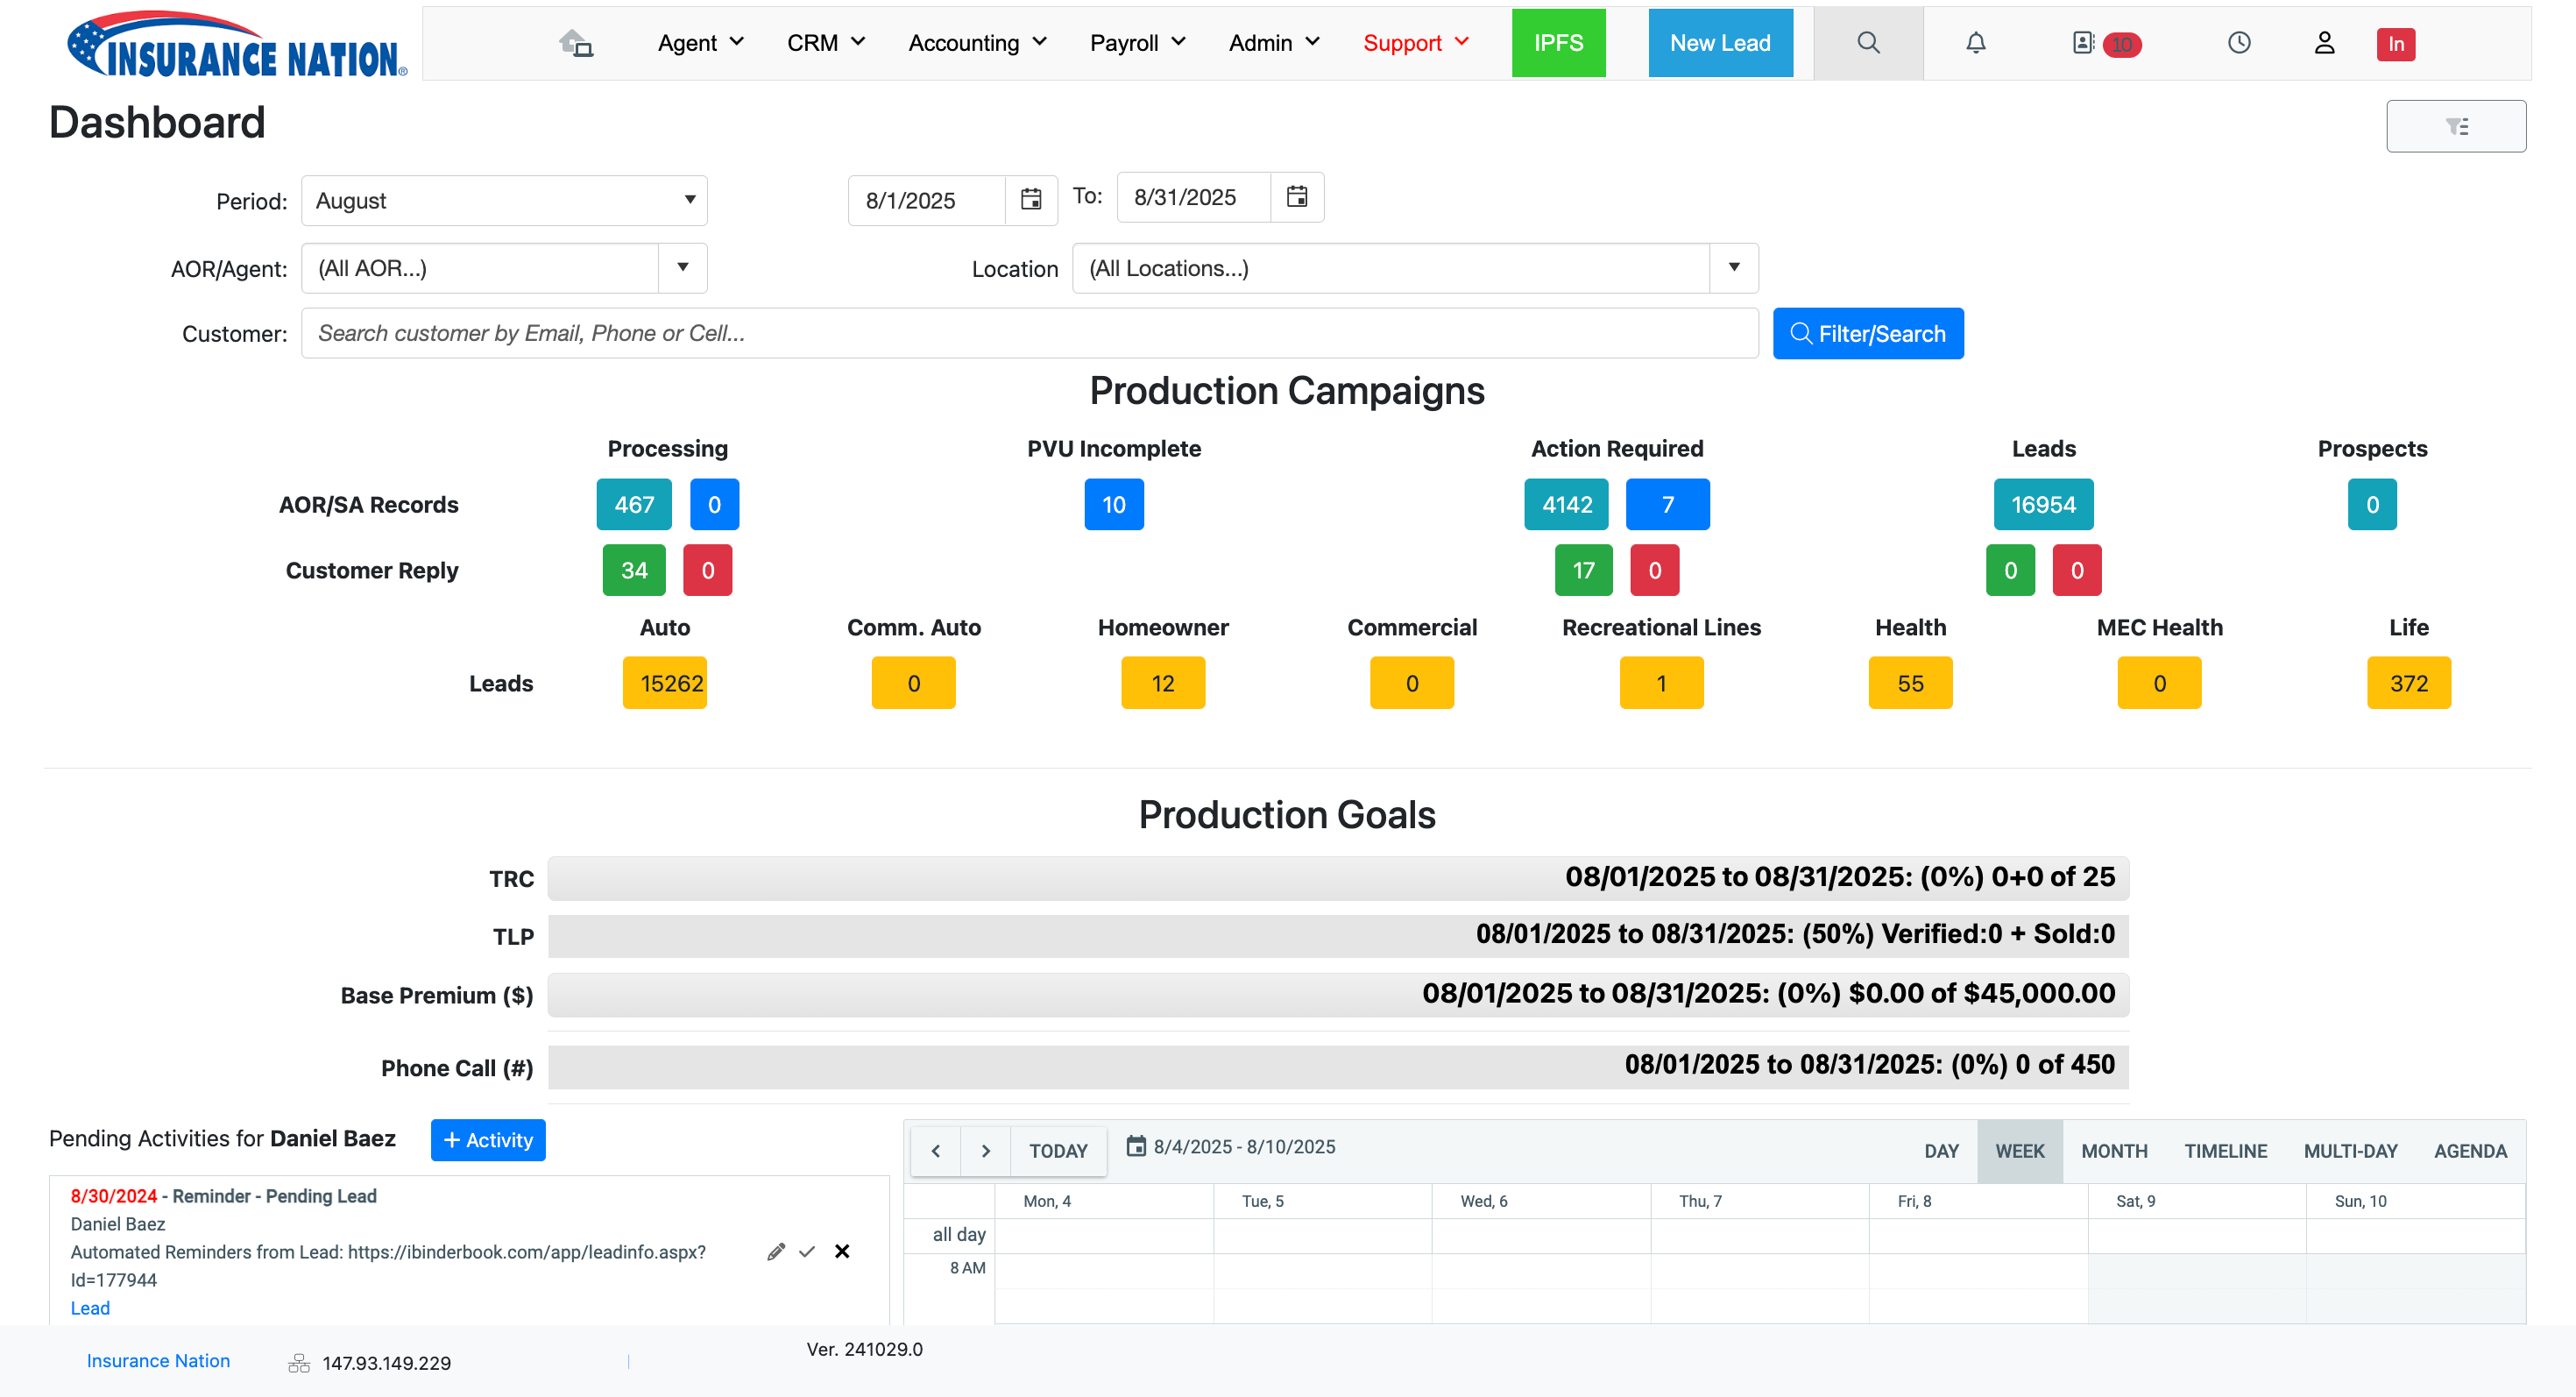 INSURANCE NATION®
Agent CRM Accounting Payroll Admin Support IPFS New Lead 10 In
Dashboard
Period: August 8/1/2025 To: 8/31/2025
AOR/Agent: (All AOR...) Location (All Locations...)
Customer: Search customer by Email, Phone or Cell... Filter/Search
Production Campaigns
Processing PVU Incomplete Action Required Leads Prospects
AOR/SA Records 467 0 10 4142 7 16954 0
Customer Reply 34 0 17 0 0 0
Auto Comm. Auto Homeowner Commercial Recreational Lines Health MEC Health Life
Leads 15262 0 12 0 1 55 0 372
Production Goals
TRC 08/01/2025 to 08/31/2025: (0%) 0+0 of 25
TLP 08/01/2025 to 08/31/2025: (50%) Verified:0 + Sold:0
Base Premium ($) 08/01/2025 to 08/31/2025: (0%) $0.00 of $45,000.00
Phone Call (#) 08/01/2025 to 08/31/2025: (0%) 0 of 450
Pending Activities for Daniel Baez + Activity
8/30/2024 - Reminder - Pending Lead
Daniel Baez
Automated Reminders from Lead: https://ibinderbook.com/app/leadinfo.aspx?
Id=177944
Lead
TODAY 8/4/2025 - 8/10/2025 DAY WEEK MONTH TIMELINE MULTI-DAY AGENDA
Mon, 4 Tue, 5 Wed, 6 Thu, 7 Fri, 8 Sat, 9 Sun, 10
all day
8 AM
Insurance Nation 147.93.149.229 Ver. 241029.0